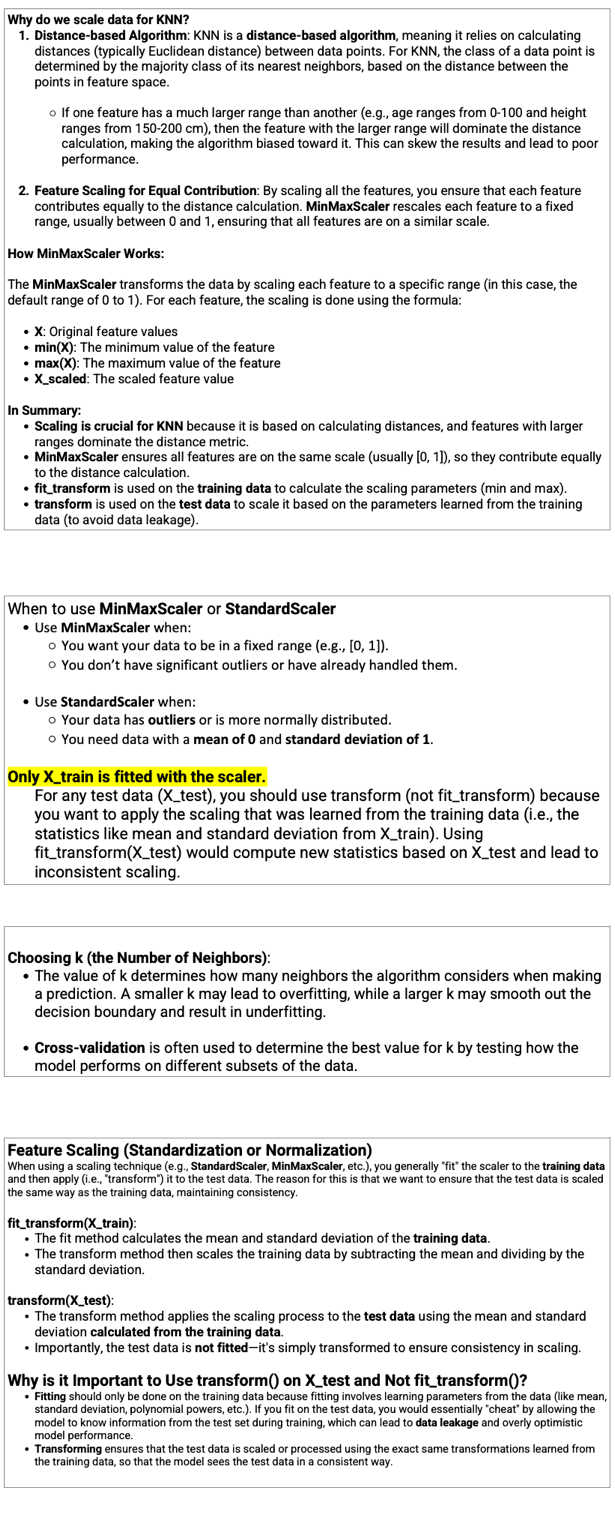 Why do we scale data for KNN?
1. Distance-based Algorithm: KNN is a distance-based algorithm, meaning it relies on calculating
distances (typically Euclidean distance) between data points. For KNN, the class of a data point is
determined by the majority class of its nearest neighbors, based on the distance between the
points in feature space.
○ If one feature has a much larger range than another (e.g., age ranges from 0-100 and height
ranges from 150-200 cm), then the feature with the larger range will dominate the distance
calculation, making the algorithm biased toward it. This can skew the results and lead to poor
performance.
2. Feature Scaling for Equal Contribution: By scaling all the features, you ensure that each feature
contributes equally to the distance calculation. MinMaxScaler rescales each feature to a fixed
range, usually between 0 and 1, ensuring that all features are on a similar scale.
How MinMaxScaler Works:
The MinMaxScaler transforms the data by scaling each feature to a specific range (in this case, the
default range of 0 to 1). For each feature, the scaling is done using the formula:
• X: Original feature values
• min(X): The minimum value of the feature
• max(X): The maximum value of the feature
• X_scaled: The scaled feature value
In Summary:
• Scaling is crucial for KNN because it is based on calculating distances, and features with larger
ranges dominate the distance metric.
• MinMaxScaler ensures all features are on the same scale (usually [0, 1]), so they contribute equally
to the distance calculation.
• fit_transform is used on the training data to calculate the scaling parameters (min and max).
• transform is used on the test data to scale it based on the parameters learned from the training
data (to avoid data leakage).
When to use MinMaxScaler or StandardScaler
• Use MinMaxScaler when:
○ You want your data to be in a fixed range (e.g., [0, 1]).
○ You don't have significant outliers or have already handled them.
• Use StandardScaler when:
○ Your data has outliers or is more normally distributed.
○ You need data with a mean of 0 and standard deviation of 1.
Only X_train is fitted with the scaler.
For any test data (X_test), you should use transform (not fit_transform) because
you want to apply the scaling that was learned from the training data (i.e., the
statistics like mean and standard deviation from X_train). Using
fit_transform(X_test) would compute new statistics based on X_test and lead to
inconsistent scaling.
Choosing k (the Number of Neighbors):
• The value of k determines how many neighbors the algorithm considers when making
a prediction. A smaller k may lead to overfitting, while a larger k may smooth out the
decision boundary and result in underfitting.
• Cross-validation is often used to determine the best value for k by testing how the
model performs on different subsets of the data.
Feature Scaling (Standardization or Normalization)
When using a scaling technique (e.g., StandardScaler, MinMaxScaler, etc.), you generally "fit" the scaler to the training data
and then apply (i.e., "transform") it to the test data. The reason for this is that we want to ensure that the test data is scaled
the same way as the training data, maintaining consistency.
fit_transform(X_train):
• The fit method calculates the mean and standard deviation of the training data.
• The transform method then scales the training data by subtracting the mean and dividing by the
standard deviation.
transform(X_test):
• The transform method applies the scaling process to the test data using the mean and standard
deviation calculated from the training data.
• Importantly, the test data is not fitted—it's simply transformed to ensure consistency in scaling.
Why is it Important to Use transform() on X_test and Not fit_transform()?
• Fitting should only be done on the training data because fitting involves learning parameters from the data (like mean,
standard deviation, polynomial powers, etc.). If you fit on the test data, you would essentially "cheat" by allowing the
model to know information from the test set during training, which can lead to data leakage and overly optimistic
model performance.
• Transforming ensures that the test data is scaled or processed using the exact same transformations learned from
the training data, so that the model sees the test data in a consistent way.